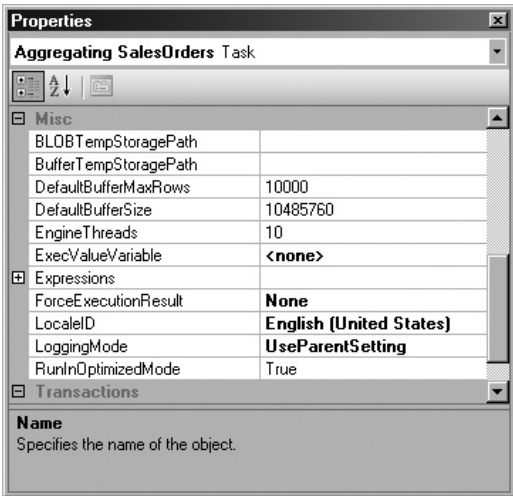 Properties
Aggregating SalesOrders Task
A
Z
Misc
BLOBTempStoragePath
BufferTempStoragePath
DefaultBufferMaxRows 10000
DefaultBufferSize 10485760
EngineThreads 10
ExecValueVariable <none>
Expressions
ForceExecutionResult None
LocaleID English (United States)
LoggingMode UseParentSetting
RunInOptimizedMode True
Transactions
Name
Specifies the name of the object.